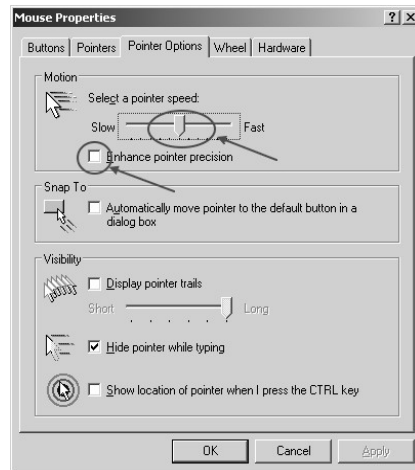 Mouse Properties
Buttons Pointers Pointer Options Wheel Hardware
Motion
Select a pointer speed:
Slow Fast
Enhance pointer precision
Snap To
Automatically move pointer to the default button in a
dialog box
Visibility
Display pointer trails
Short Long
Hide pointer while typing
Show location of pointer when I press the CTRL key
OK Cancel Apply